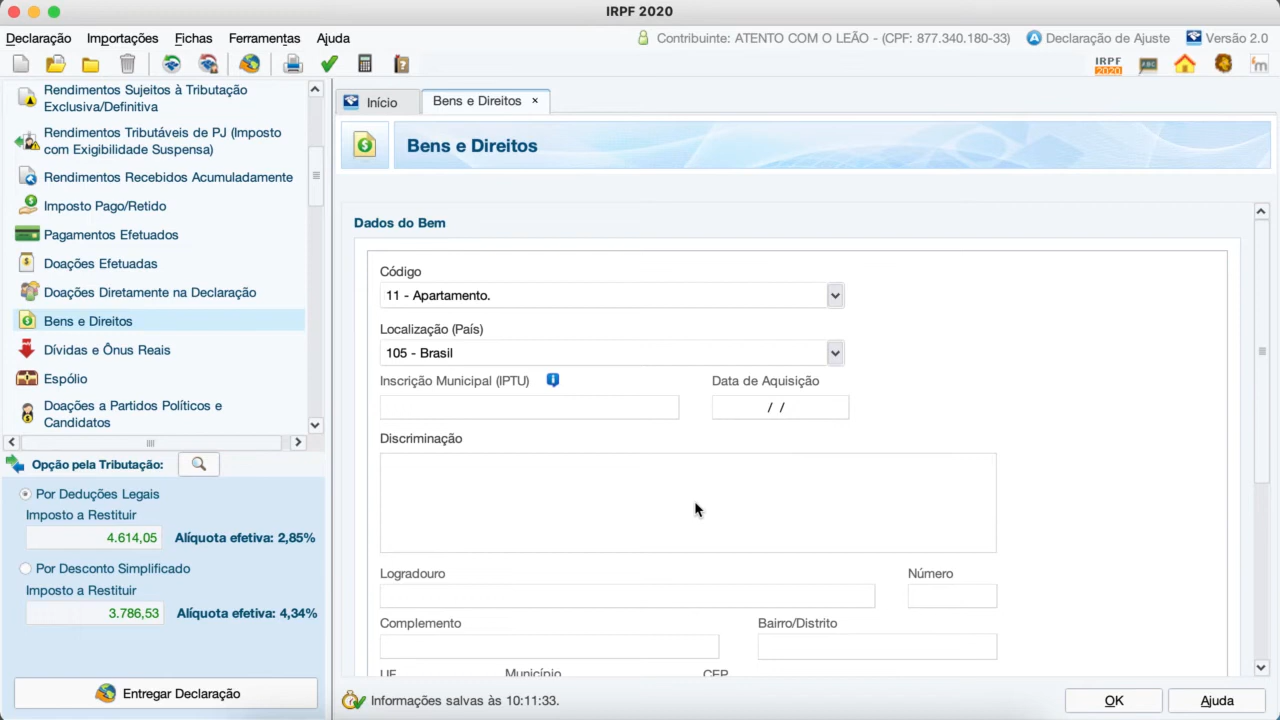 IRPF 2020
Declaração Importações Fichas Ferramentas Ajuda
Contribuinte: ATENTO COM O LEÃO - (CPF: 877.340.180-33) Declaração de Ajuste Versão 2.0
IRPF
2020
ABC
m
Rendimentos Sujeitos à Tributação
Exclusiva/Definitiva
Rendimentos Tributáveis de PJ (Imposto
com Exigibilidade Suspensa)
Rendimentos Recebidos Acumuladamente
Imposto Pago/Retido
Pagamentos Efetuados
Doações Efetuadas
Doações Diretamente na Declaração
Bens e Direitos
Dívidas e Ônus Reais
Espólio
Doações a Partidos Políticos e
Candidatos
Opção pela Tributação:
Por Deduções Legais
Imposto a Restituir
4.614,05 Alíquota efetiva: 2,85%
Por Desconto Simplificado
Imposto a Restituir
3.786,53 Alíquota efetiva: 4,34%
Entregar Declaração
Início Bens e Direitos ×
Bens e Direitos
Dados do Bem
Código
11 - Apartamento.
Localização (País)
105 - Brasil
Inscrição Municipal (IPTU) Data de Aquisição
/ /
Discriminação
Logradouro Número
Complemento Bairro/Distrito
UF Município CEP
Informações salvas às 10:11:33. OK Ajuda